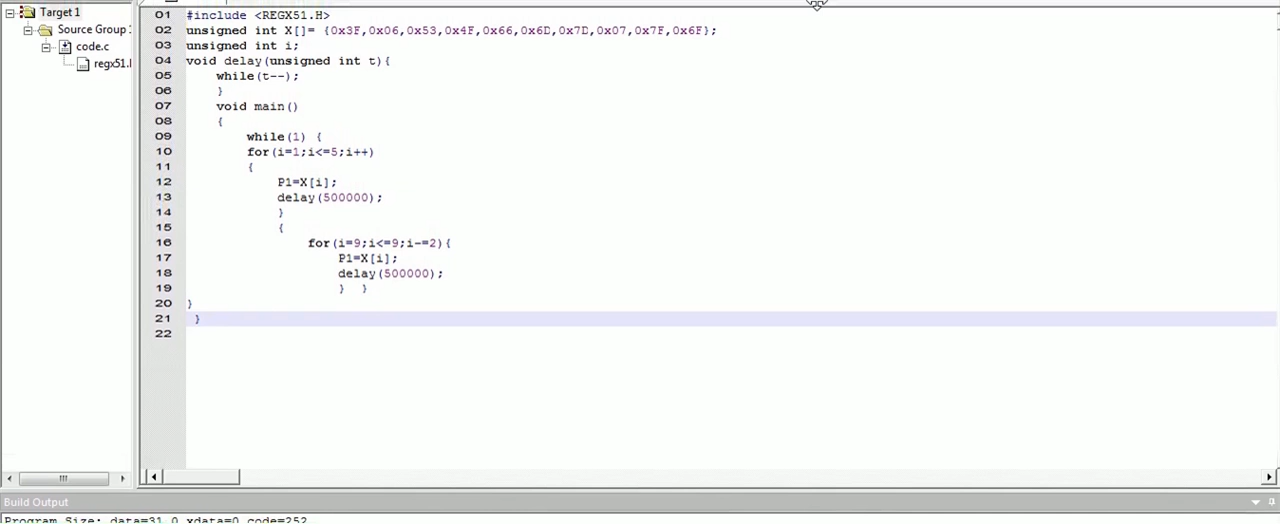 Target 1
Source Group
code.c
regx51.
01 #include <REGX51.H>
02 unsigned int X[]= {0x3F,0x06,0x53,0x4F,0x66,0x6D,0x7D,0x07,0x7F,0x6F};
03 unsigned int i;
04 void delay(unsigned int t){
05 while(t--);
06 }
07 void main()
08 {
09 while(1) {
10 for(i=1;i<=5;i++)
11 {
12 P1=X[i];
13 delay(500000);
14 }
15 {
16 for(i=9;i<=9;i-=2){
17 P1=X[i];
18 delay(500000);
19 } }
20 }
21 }
22
Build Output
Program Size: data=31.0 xdata=0 code=252